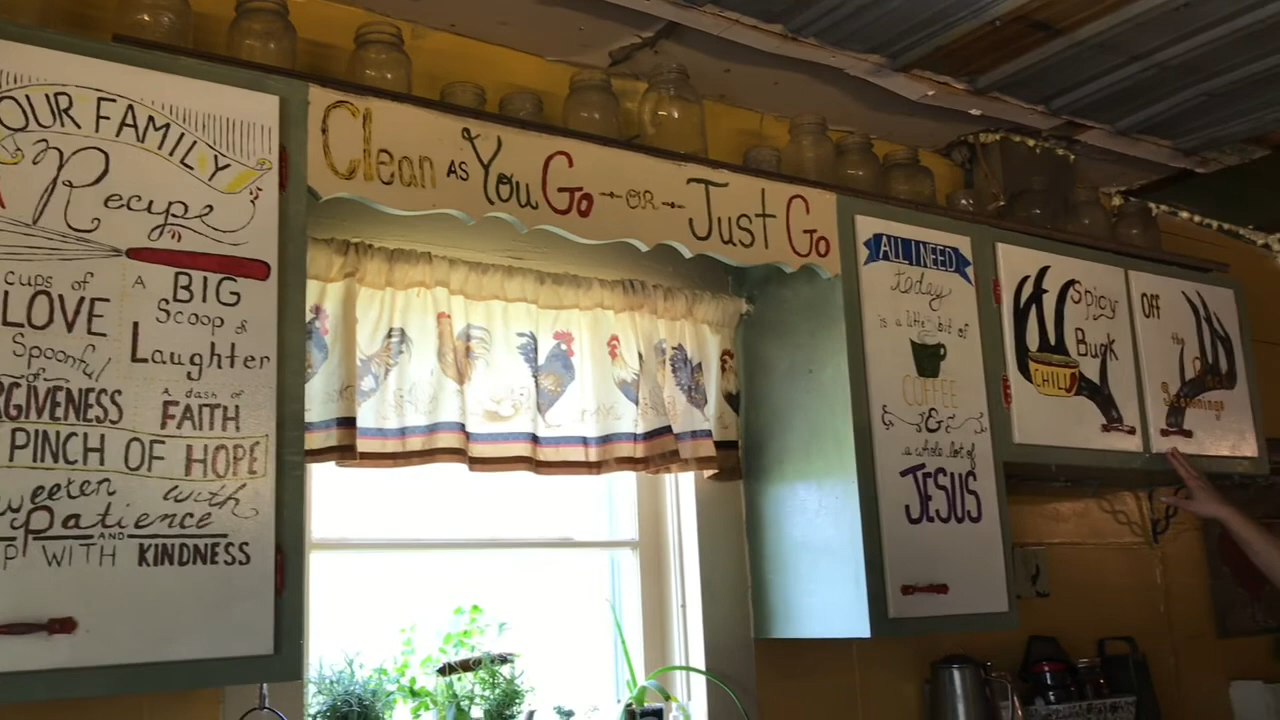 OUR FAMILY
Recipe
cups of
LOVE
Spoonful
of
RGIVENESS
A BIG
Scoop of
Laughter
A dash of
FAITH
PINCH OF HOPE
weeten with
Patience
AND
P WITH KINDNESS
Clean AS You Go -OR- Just Go
ALL I NEED
today
is a little bit of
COFFEE
&
a whole lot of
JESUS
Spicy
Buck
CHILI
Off
the
Seasonings